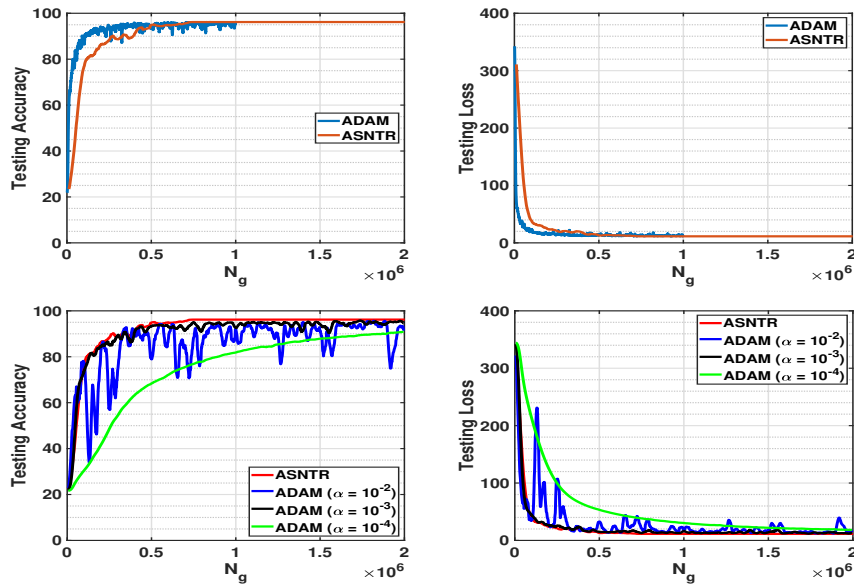 100
80
60
40
20
0
Testing Accuracy
ADAM
ASNTR
0
0.5
1
1.5
2
N_g
×10^6
400
300
200
100
0
Testing Loss
ADAM
ASNTR
0
0.5
1
1.5
2
N_g
×10^6
100
80
60
40
20
0
Testing Accuracy
ASNTR
ADAM (α = 10^-2)
ADAM (α = 10^-3)
ADAM (α = 10^-4)
0
0.5
1
1.5
2
N_g
×10^6
400
300
200
100
0
Testing Loss
ASNTR
ADAM (α = 10^-2)
ADAM (α = 10^-3)
ADAM (α = 10^-4)
0
0.5
1
1.5
2
N_g
×10^6